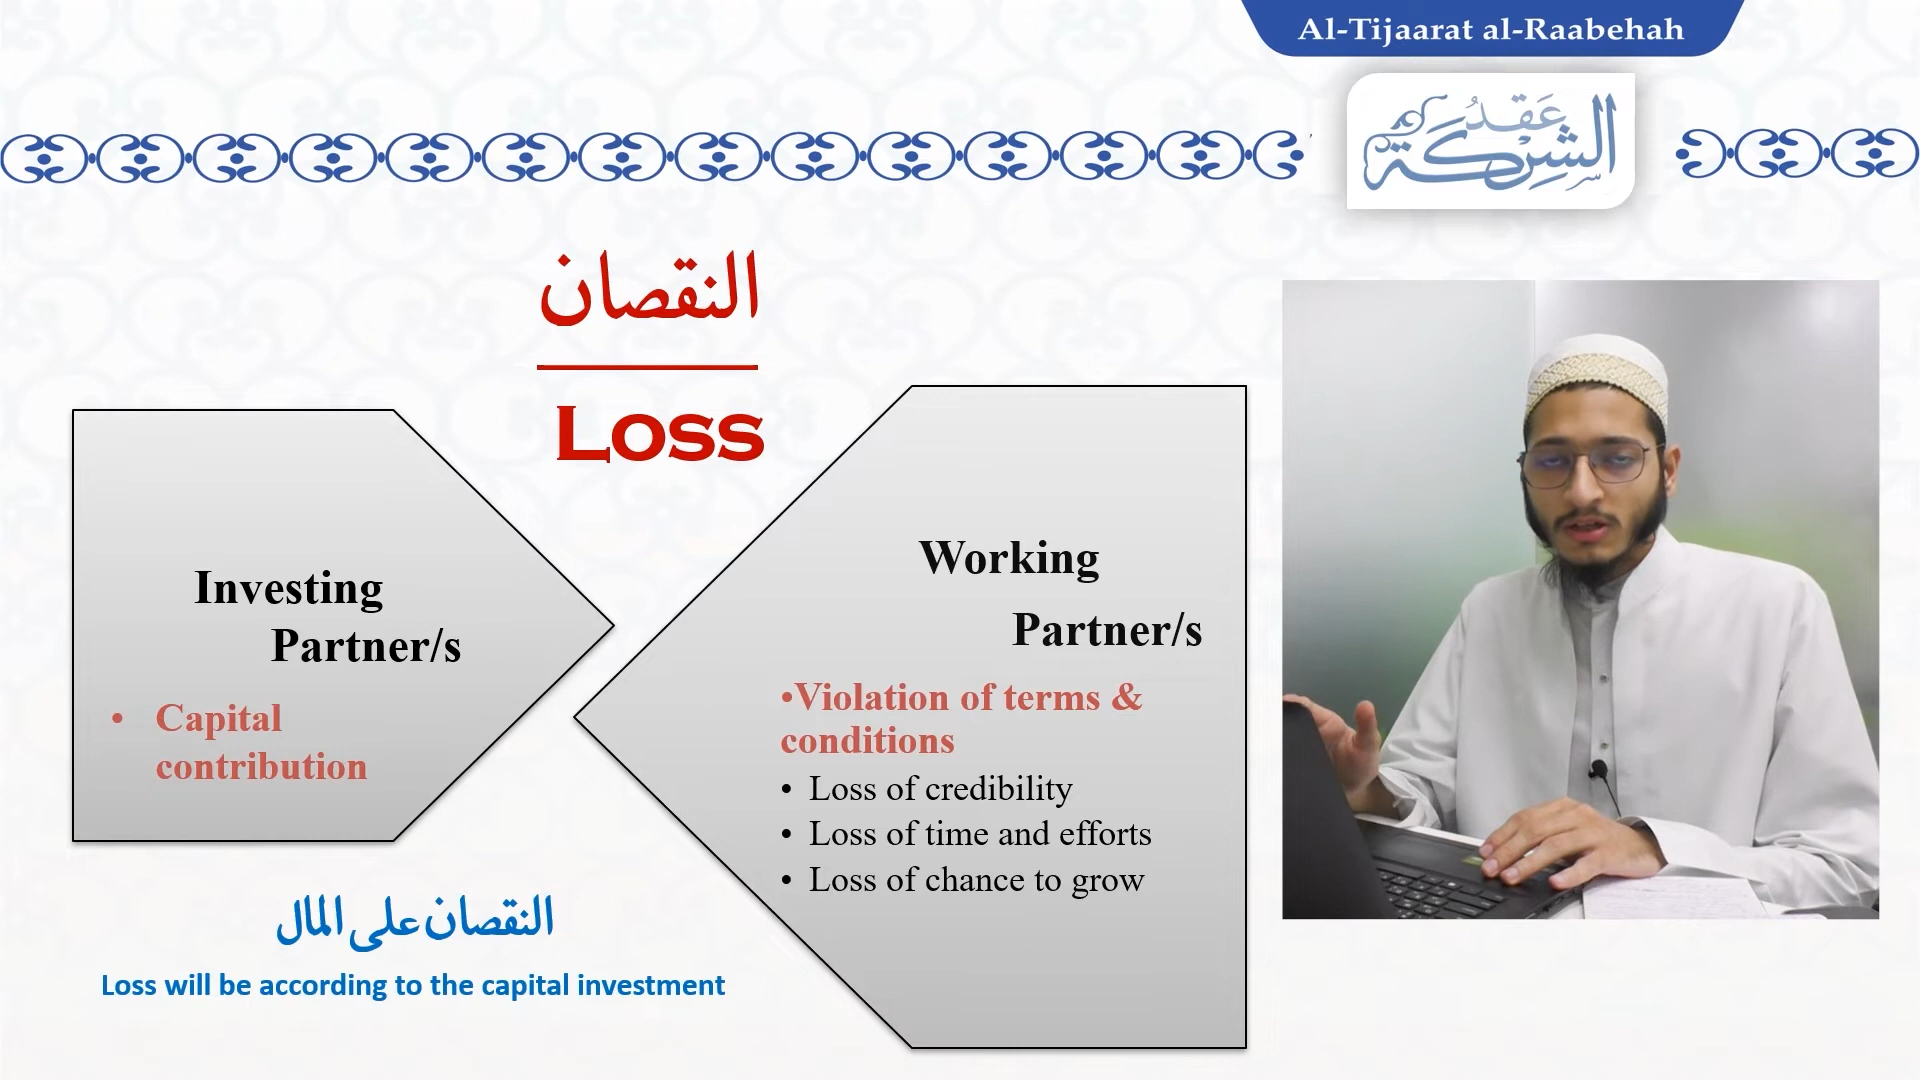 Al-Tijaarat al-Raabehah
عَقدُ
الشِرْكَة
النقصان
Loss
Investing
Partner/s
• Capital
contribution
Working
Partner/s
•Violation of terms &
conditions
• Loss of credibility
• Loss of time and efforts
• Loss of chance to grow
النقصان على المال
Loss will be according to the capital investment